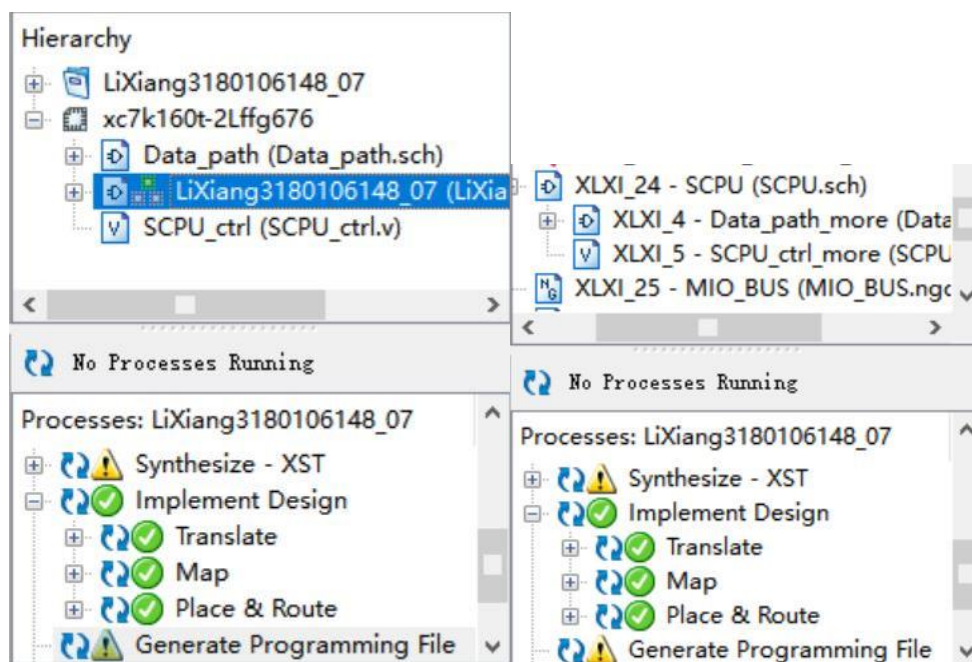 Hierarchy
LiXiang3180106148_07
xc7k160t-2Lffg676
Data_path (Data_path.sch)
LiXiang3180106148_07 (LiXia
SCPU_ctrl (SCPU_ctrl.v)
No Processes Running
Processes: LiXiang3180106148_07
Synthesize - XST
Implement Design
Translate
Map
Place & Route
Generate Programming File
XLXI_24 - SCPU (SCPU.sch)
XLXI_4 - Data_path_more (Data
XLXI_5 - SCPU_ctrl_more (SCPU
XLXI_25 - MIO_BUS (MIO_BUS.ngc
No Processes Running
Processes: LiXiang3180106148_07
Synthesize - XST
Implement Design
Translate
Map
Place & Route
Generate Programming File